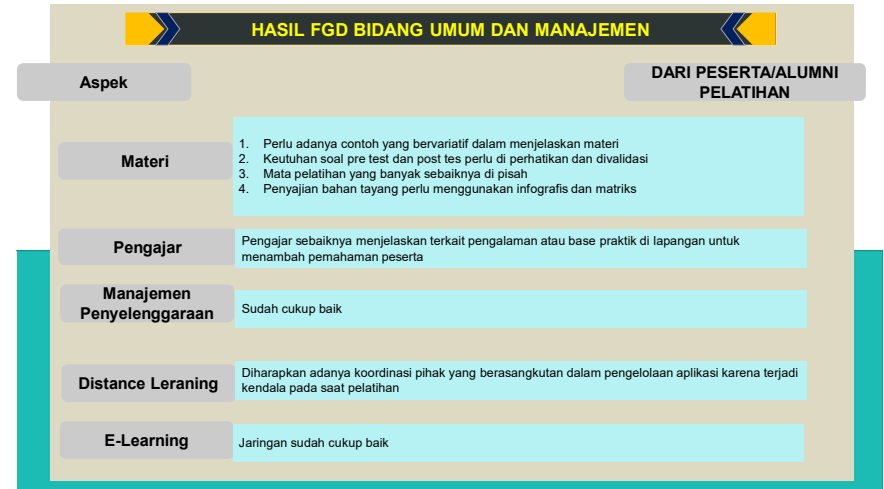 HASIL FGD BIDANG UMUM DAN MANAJEMEN
Aspek
DARI PESERTA/ALUMNI
PELATIHAN
Materi
1. Perlu adanya contoh yang bervariatif dalam menjelaskan materi
2. Keutuhan soal pre test dan post tes perlu di perhatikan dan divalidasi
3. Mata pelatihan yang banyak sebaiknya di pisah
4. Penyajian bahan tayang perlu menggunakan infografis dan matriks
Pengajar
Pengajar sebaiknya menjelaskan terkait pengalaman atau base praktik di lapangan untuk
menambah pemahaman peserta
Manajemen
Penyelenggaraan
Sudah cukup baik
Distance Leraning
Diharapkan adanya koordinasi pihak yang berasangkutan dalam pengelolaan aplikasi karena terjadi
kendala pada saat pelatihan
E-Learning
Jaringan sudah cukup baik